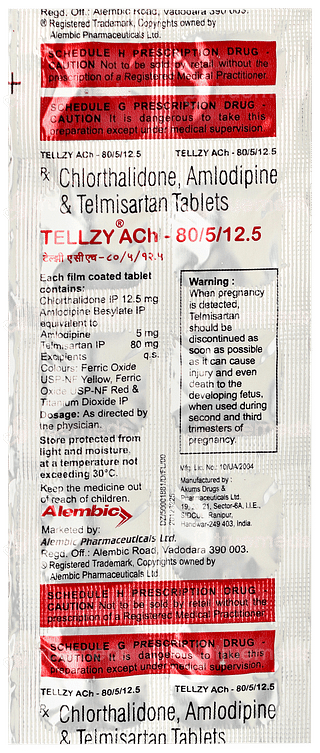 Regd. Off.: Alembic Road, Vadodara 390 003.
® Registered Trademark, Copyrights owned by
Alembic Pharmaceuticals Ltd.
SCHEDULE H PRESCRIPTION DRUG -
CAUTION Not to be sold by retail without the
prescription of a Registered Medical Practitioner.
SCHEDULE G PRESCRIPTION DRUG -
CAUTION It is dangerous to take this
preparation except under medical supervision.
TELLZY ACh - 80/5/12.5 TELLZY ACh - 80/5/12.5
℞ Chlorthalidone, Amlodipine
& Telmisartan Tablets
TELLZY® ACh - 80/5/12.5
टेल्ज़ी एसीएच-८०/५/१२.५
Each film coated tablet
contains:
Chlorthalidone IP 12.5 mg
Amlodipine Besylate IP
equivalent to
Amlodipine 5 mg
Telmisartan IP 80 mg
Excipients q.s.
Colours: Ferric Oxide
USP-NF Yellow, Ferric
Oxide USP-NF Red &
Titanium Dioxide IP
Dosage: As directed by
the physician.
Store protected from
light and moisture,
at a temperature not
exceeding 30°C.
Keep the medicine out
of reach of children.
Warning :
When pregnancy
is detected,
Telmisartan
should be
discontinued as
soon as possible
as it can cause
injury and even
death to the
developing fetus,
when used during
second and third
trimesters of
pregnancy.
Mfg. Lic. No.: 10/UA/2004
Manufactured by :
Akums Drugs &
Pharmaceuticals Ltd.
19, 21, Sector-6A, I.I.E.,
SIDCUL, Ranipur,
Haridwar-249 403, India.
Alembic
Marketed by:
Alembic Pharmaceuticals Ltd.
Regd. Off.: Alembic Road, Vadodara 390 003.
® Registered Trademark, Copyrights owned by
Alembic Pharmaceuticals Ltd.
SCHEDULE H PRESCRIPTION DRUG -
CAUTION Not to be sold by retail without the
prescription of a Registered Medical Practitioner.
SCHEDULE G PRESCRIPTION DRUG -
CAUTION It is dangerous to take this
preparation except under medical supervision.
TELLZY ACh - 80/5/12.5 TELLZY ACh - 80/5/12.5
℞ Chlorthalidone, Amlodipine
& Telmisartan Tablets